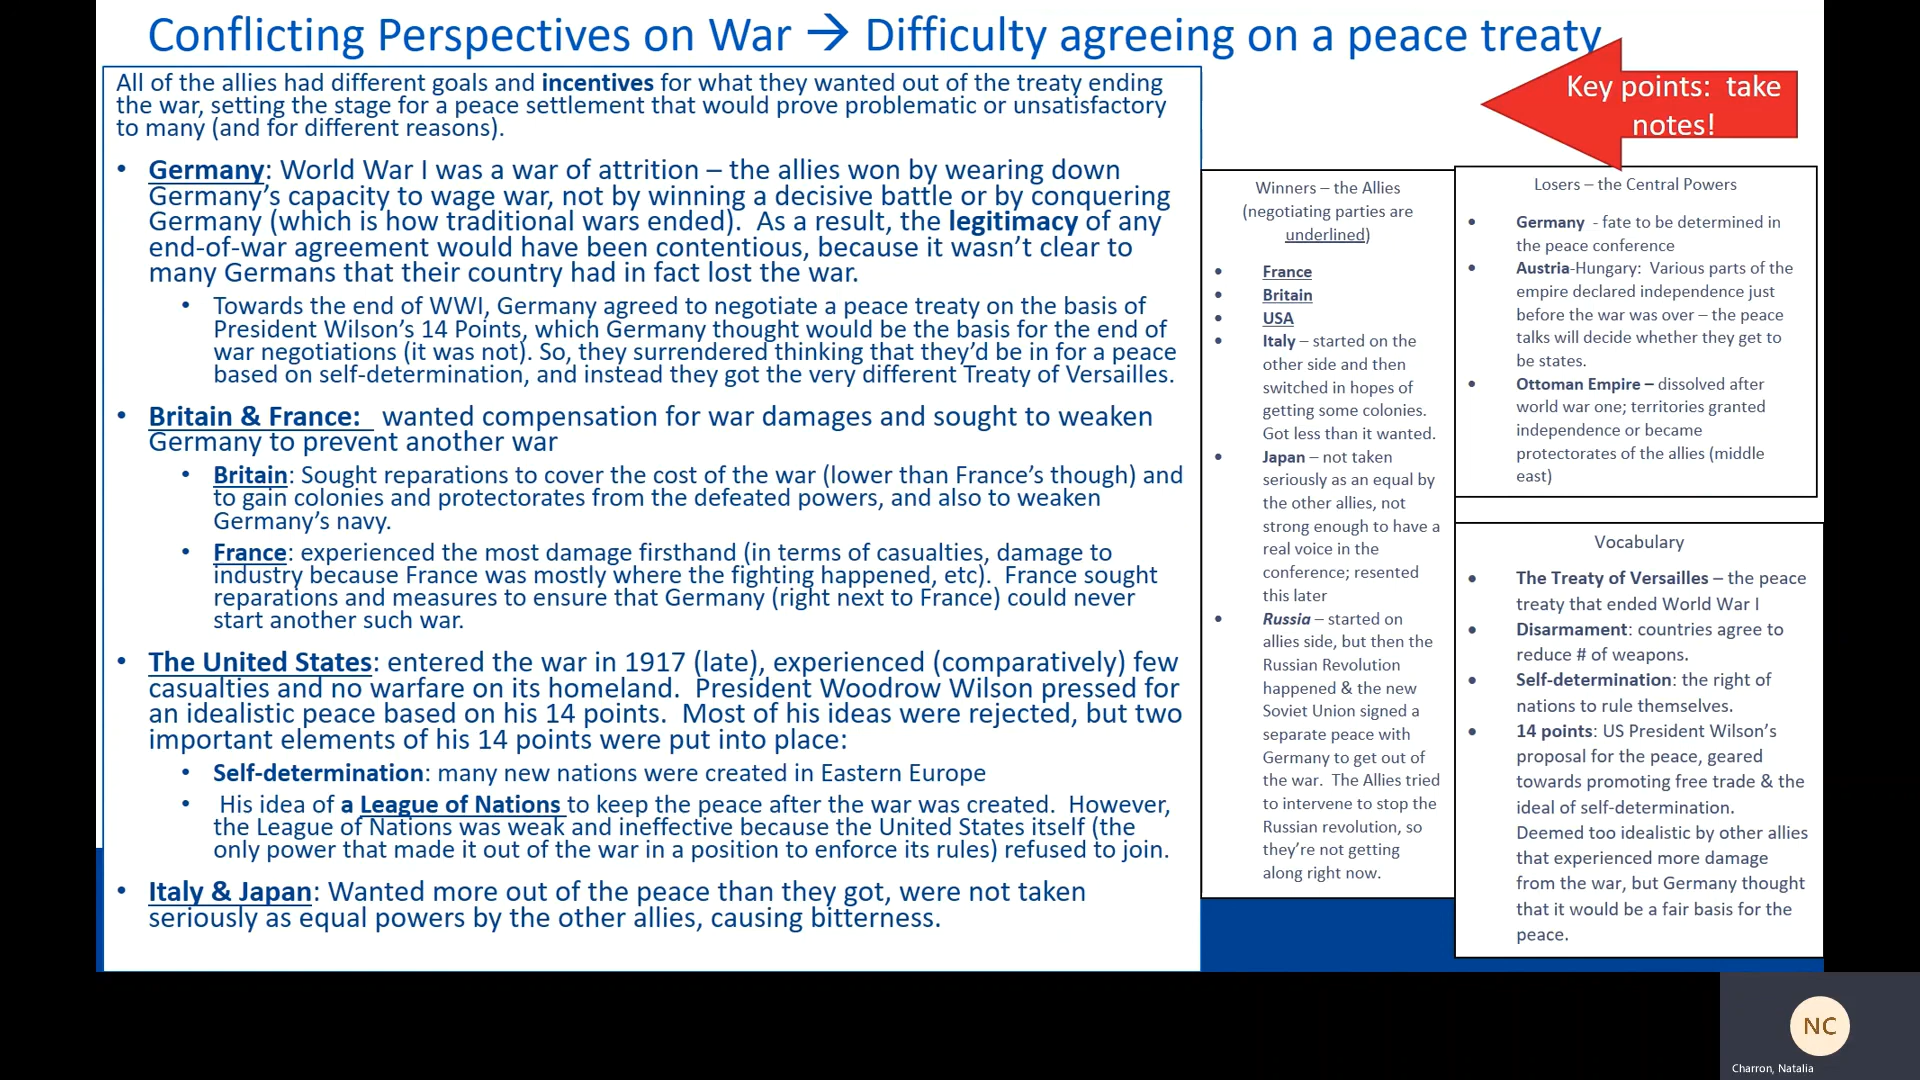 Conflicting Perspectives on War → Difficulty agreeing on a peace treaty
All of the allies had different goals and incentives for what they wanted out of the treaty ending
the war, setting the stage for a peace settlement that would prove problematic or unsatisfactory
to many (and for different reasons).
• Germany: World War I was a war of attrition – the allies won by wearing down
Germany's capacity to wage war, not by winning a decisive battle or by conquering
Germany (which is how traditional wars ended). As a result, the legitimacy of any
end-of-war agreement would have been contentious, because it wasn't clear to
many Germans that their country had in fact lost the war.
• Towards the end of WWI, Germany agreed to negotiate a peace treaty on the basis of
President Wilson's 14 Points, which Germany thought would be the basis for the end of
war negotiations (it was not). So, they surrendered thinking that they'd be in for a peace
based on self-determination, and instead they got the very different Treaty of Versailles.
• Britain & France: wanted compensation for war damages and sought to weaken
Germany to prevent another war
• Britain: Sought reparations to cover the cost of the war (lower than France's though) and
to gain colonies and protectorates from the defeated powers, and also to weaken
Germany's navy.
• France: experienced the most damage firsthand (in terms of casualties, damage to
industry because France was mostly where the fighting happened, etc). France sought
reparations and measures to ensure that Germany (right next to France) could never
start another such war.
• The United States: entered the war in 1917 (late), experienced (comparatively) few
casualties and no warfare on its homeland. President Woodrow Wilson pressed for
an idealistic peace based on his 14 points. Most of his ideas were rejected, but two
important elements of his 14 points were put into place:
• Self-determination: many new nations were created in Eastern Europe
• His idea of a League of Nations to keep the peace after the war was created. However,
the League of Nations was weak and ineffective because the United States itself (the
only power that made it out of the war in a position to enforce its rules) refused to join.
• Italy & Japan: Wanted more out of the peace than they got, were not taken
seriously as equal powers by the other allies, causing bitterness.
Key points: take
notes!
Winners – the Allies
(negotiating parties are
underlined)
• France
• Britain
• USA
• Italy – started on the
other side and then
switched in hopes of
getting some colonies.
Got less than it wanted.
• Japan – not taken
seriously as an equal by
the other allies, not
strong enough to have a
real voice in the
conference; resented
this later
• Russia – started on
allies side, but then the
Russian Revolution
happened & the new
Soviet Union signed a
separate peace with
Germany to get out of
the war. The Allies tried
to intervene to stop the
Russian revolution, so
they're not getting
along right now.
Losers – the Central Powers
• Germany - fate to be determined in
the peace conference
• Austria-Hungary: Various parts of the
empire declared independence just
before the war was over – the peace
talks will decide whether they get to
be states.
• Ottoman Empire – dissolved after
world war one; territories granted
independence or became
protectorates of the allies (middle
east)
Vocabulary
• The Treaty of Versailles – the peace
treaty that ended World War I
• Disarmament: countries agree to
reduce # of weapons.
• Self-determination: the right of
nations to rule themselves.
• 14 points: US President Wilson's
proposal for the peace, geared
towards promoting free trade & the
ideal of self-determination.
Deemed too idealistic by other allies
that experienced more damage
from the war, but Germany thought
that it would be a fair basis for the
peace.
NC
Charron, Natalia